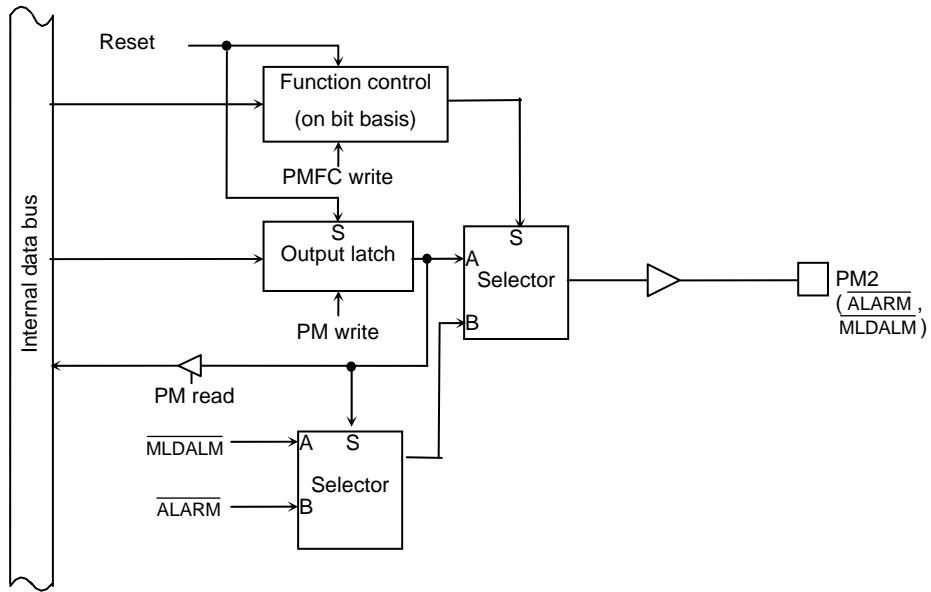 Reset
Function control
(on bit basis)
PMFC write
Internal data bus
S
Output latch
PM write
S
A
Selector
B
PM2
(ALARM,
MLDALM)
PM read
MLDALM
A
S
Selector
ALARM
B